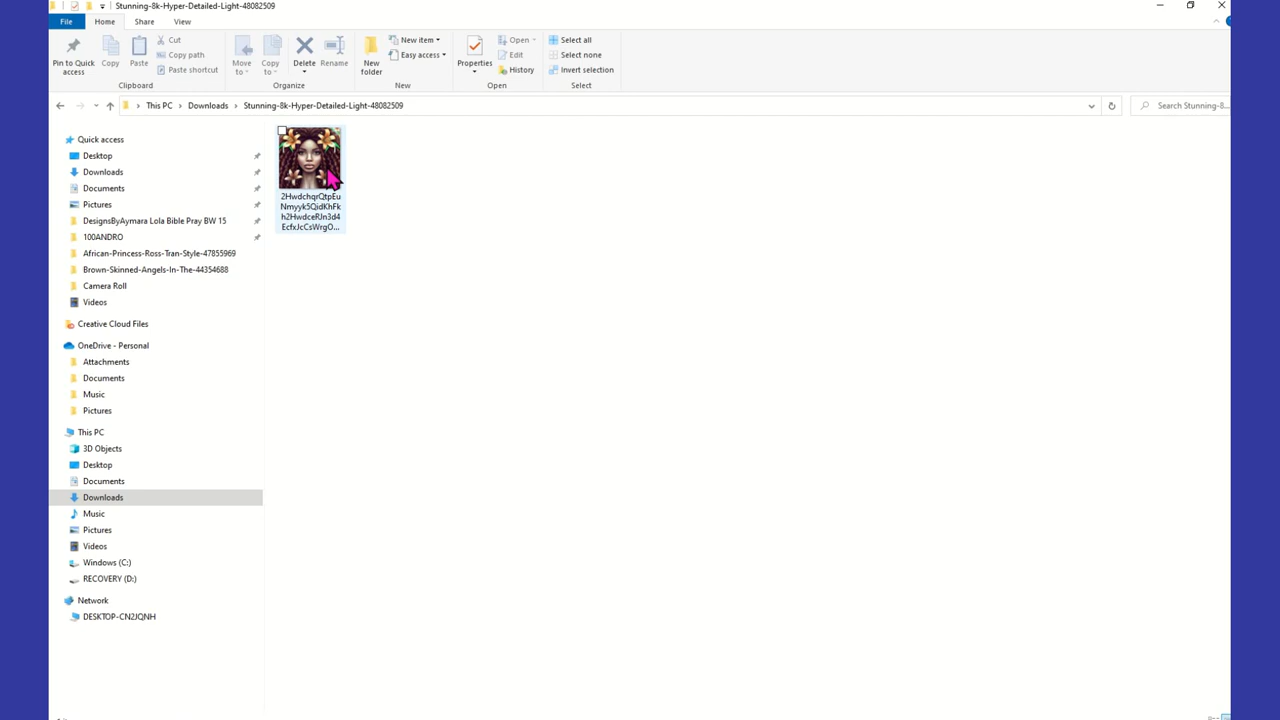 Stunning-8k-Hyper-Detailed-Light-48082509
File Home Share View
Pin to Quick access
Copy
Paste
Cut
Copy path
Paste shortcut
Clipboard
Move to
Copy to
Delete
Rename
Organize
New folder
New item
Easy access
New
Properties
Open
Edit
History
Open
Select all
Select none
Invert selection
Select
This PC > Downloads > Stunning-8k-Hyper-Detailed-Light-48082509
Search Stunning-8...
Quick access
Desktop
Downloads
Documents
Pictures
DesignsByAymara Lola Bible Pray BW 15
100ANDRO
African-Princess-Ross-Tran-Style-47855969
Brown-Skinned-Angels-In-The-44354688
Camera Roll
Videos
Creative Cloud Files
OneDrive - Personal
Attachments
Documents
Music
Pictures
This PC
3D Objects
Desktop
Documents
Downloads
Music
Pictures
Videos
Windows (C:)
RECOVERY (D:)
Network
DESKTOP-CN2JQNH
2HwdchqrQtpEu
Nmyyk5QidKhFk
h2HwdceRJn3d4
EcfxJcCsWrgO...